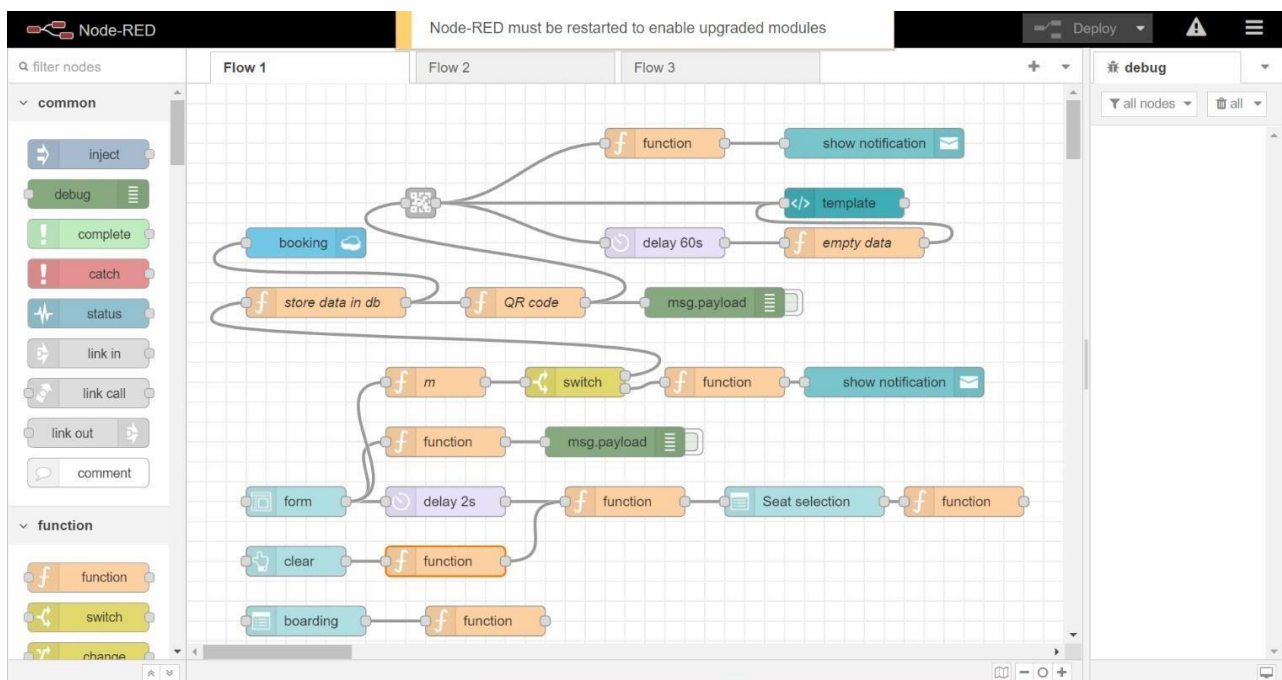 Node-RED
Node-RED must be restarted to enable upgraded modules
Deploy
filter nodes
Flow 1
Flow 2
Flow 3
debug
all nodes
all
common
inject
debug
complete
catch
status
link in
link call
link out
comment
function
function
switch
change
function
show notification
template
booking
delay 60s
empty data
store data in db
QR code
msg.payload
m
switch
function
show notification
function
msg.payload
form
delay 2s
function
Seat selection
function
clear
function
boarding
function